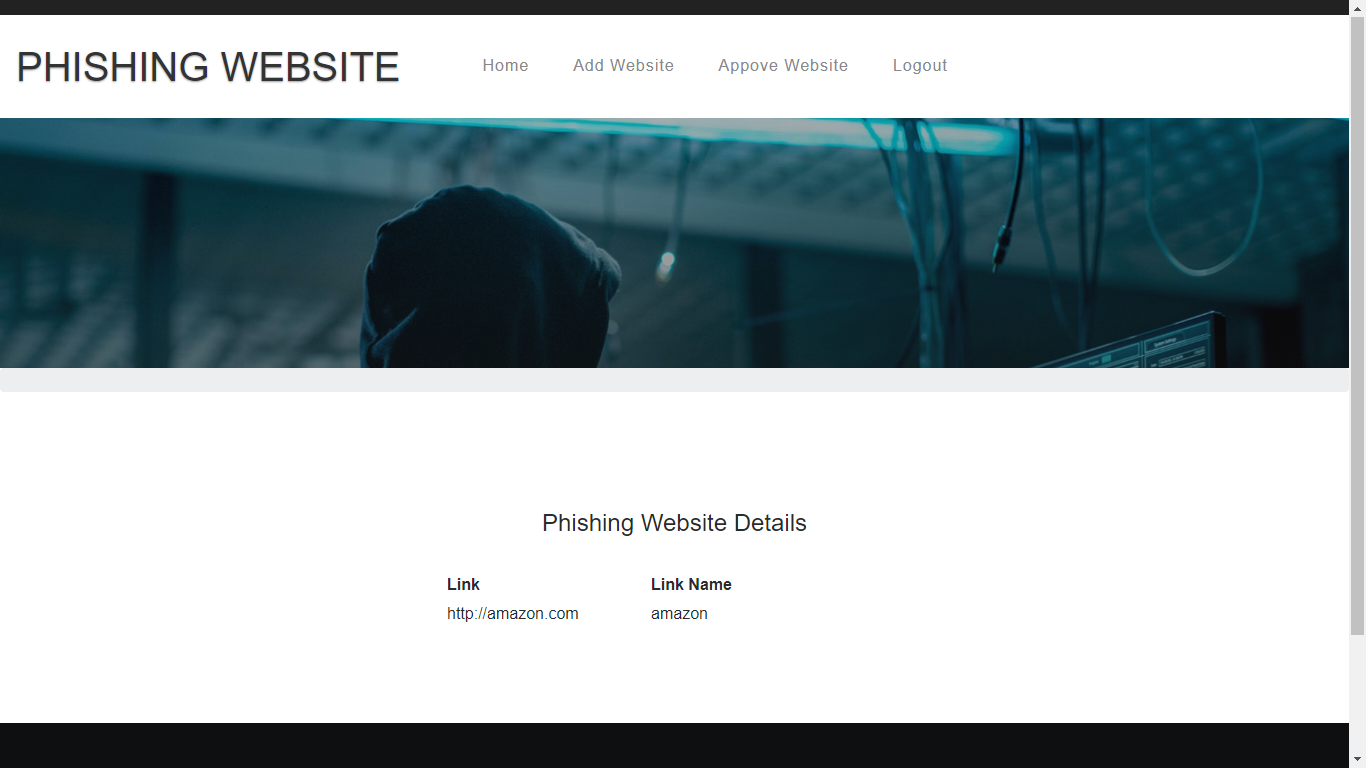 PHISHING WEBSITE
Home Add Website Appove Website Logout
Phishing Website Details
Link Link Name
http://amazon.com amazon